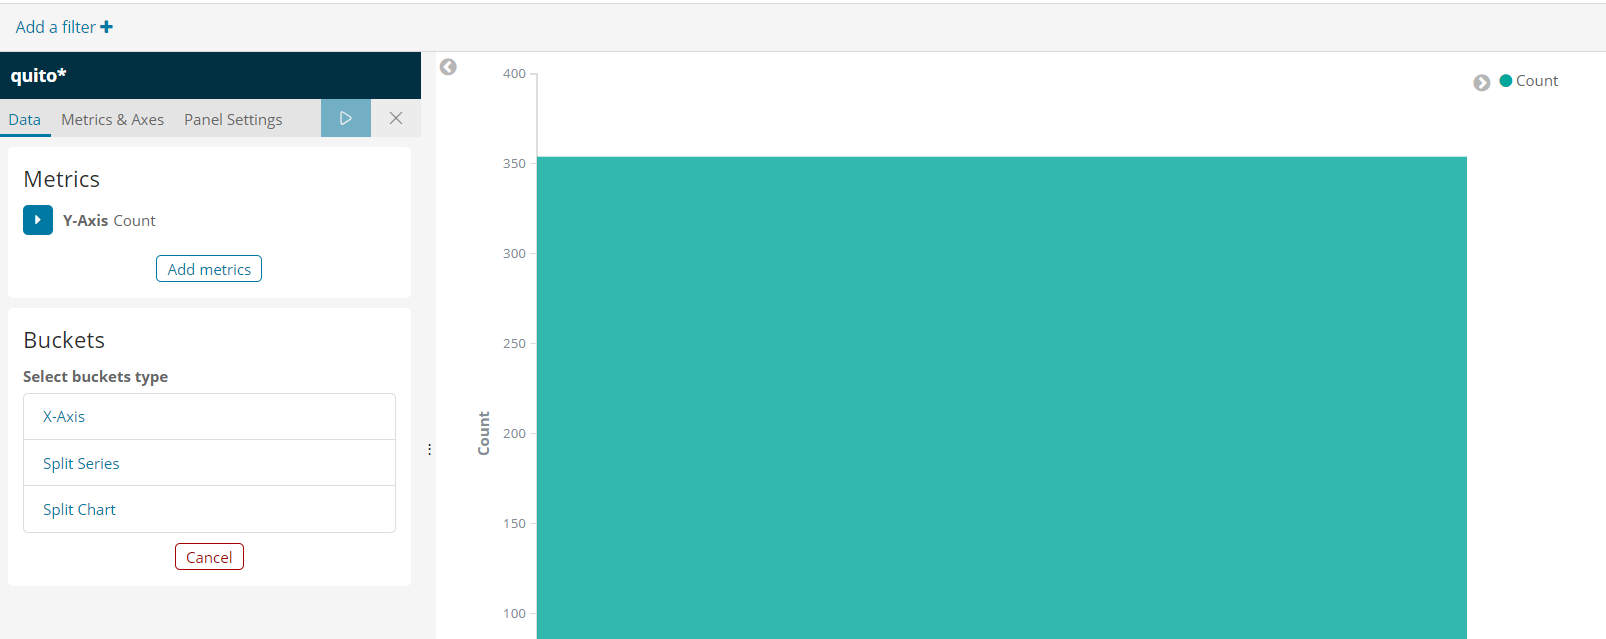 Add a filter
quito*
Data Metrics & Axes Panel Settings
Metrics
Y-Axis Count
Add metrics
Buckets
Select buckets type
X-Axis
Split Series
Split Chart
Cancel
400
350
300
250
200
150
100
Count
Count